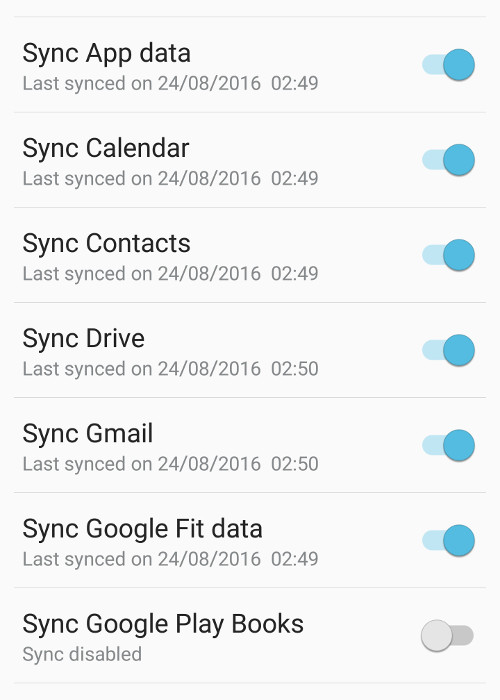 Sync App data
Last synced on 24/08/2016  02:49
Sync Calendar
Last synced on 24/08/2016  02:49
Sync Contacts
Last synced on 24/08/2016  02:49
Sync Drive
Last synced on 24/08/2016  02:50
Sync Gmail
Last synced on 24/08/2016  02:50
Sync Google Fit data
Last synced on 24/08/2016  02:49
Sync Google Play Books
Sync disabled